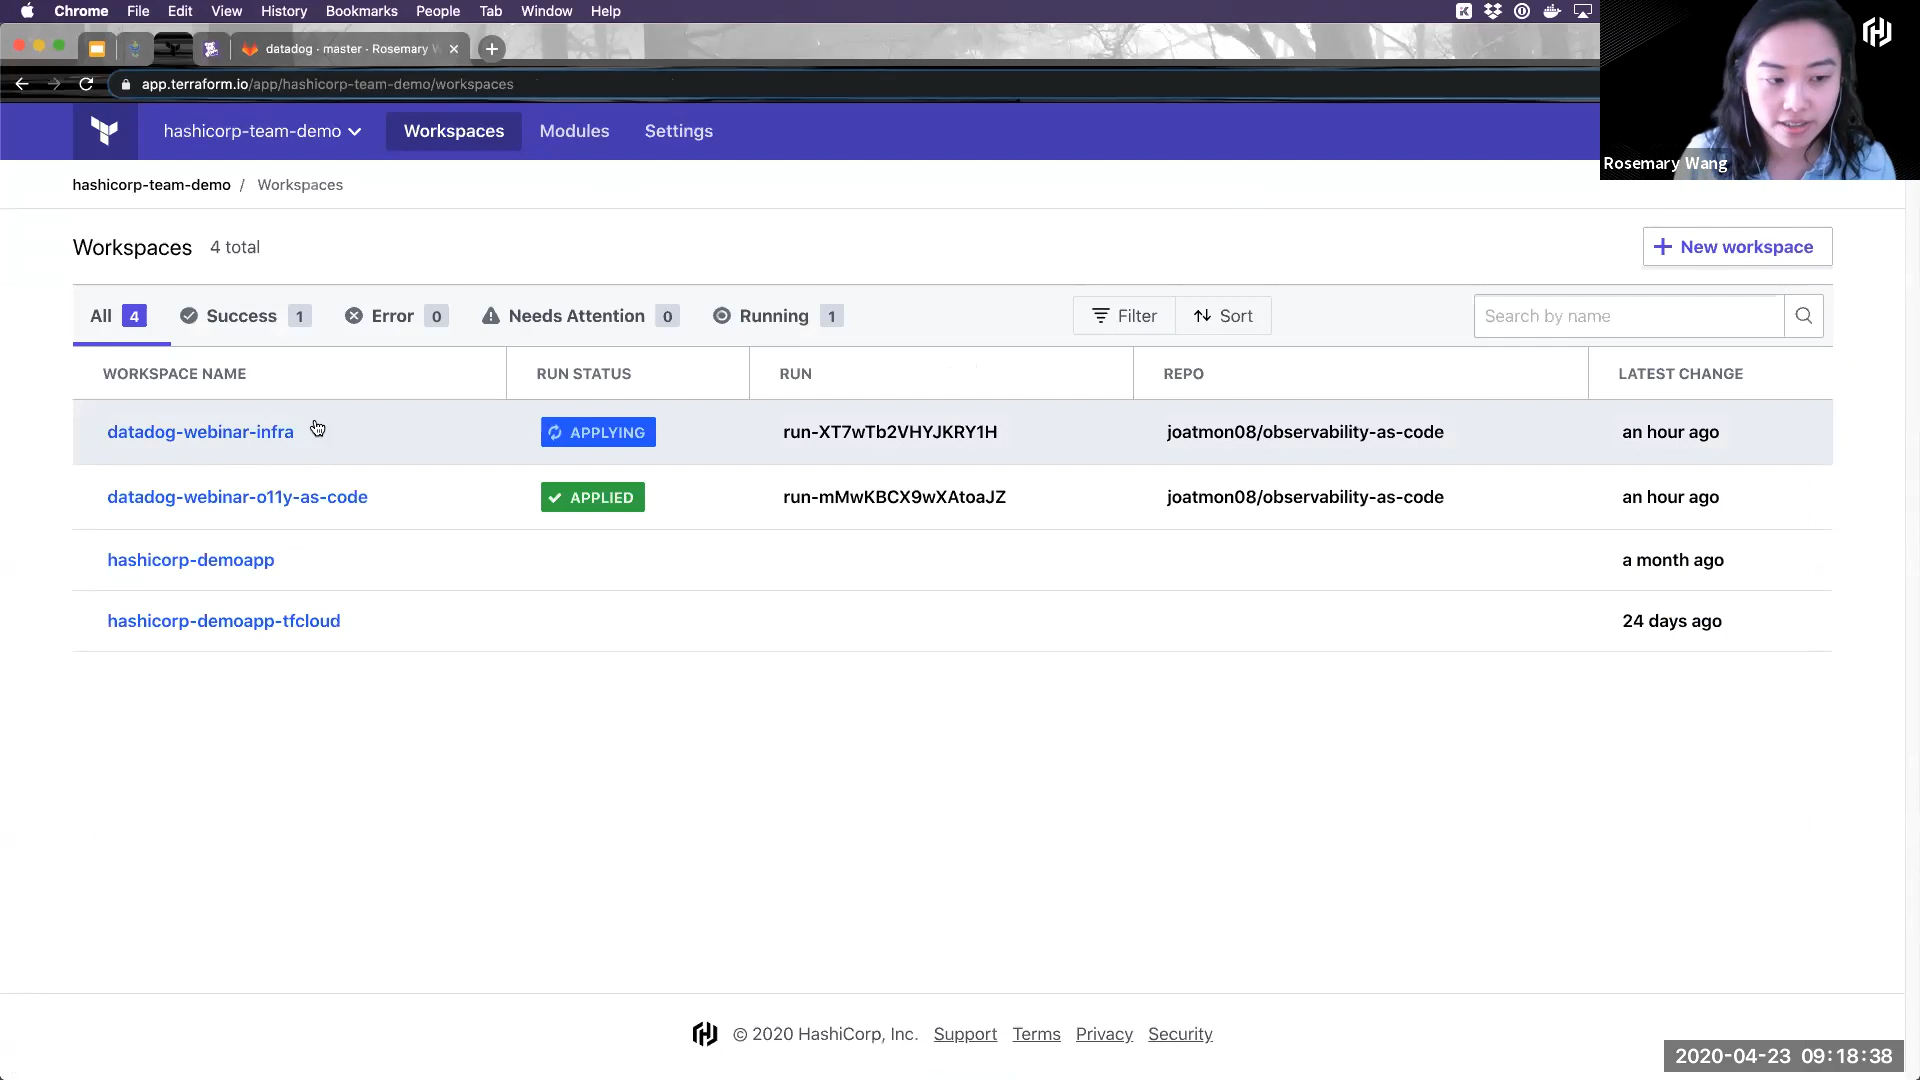 Chrome File Edit View History Bookmarks People Tab Window Help
datadog · master · Rosemary W
app.terraform.io/app/hashicorp-team-demo/workspaces
hashicorp-team-demo Workspaces Modules Settings
Rosemary Wang
hashicorp-team-demo / Workspaces
Workspaces 4 total
+ New workspace
All 4 Success 1 Error 0 Needs Attention 0 Running 1 Filter Sort Search by name
WORKSPACE NAME RUN STATUS RUN REPO LATEST CHANGE
datadog-webinar-infra APPLYING run-XT7wTb2VHYJKRY1H joatmon08/observability-as-code an hour ago
datadog-webinar-o11y-as-code APPLIED run-mMwKBCX9wXAtoaJZ joatmon08/observability-as-code an hour ago
hashicorp-demoapp a month ago
hashicorp-demoapp-tfcloud 24 days ago
© 2020 HashiCorp, Inc. Support Terms Privacy Security
2020-04-23 09:18:38